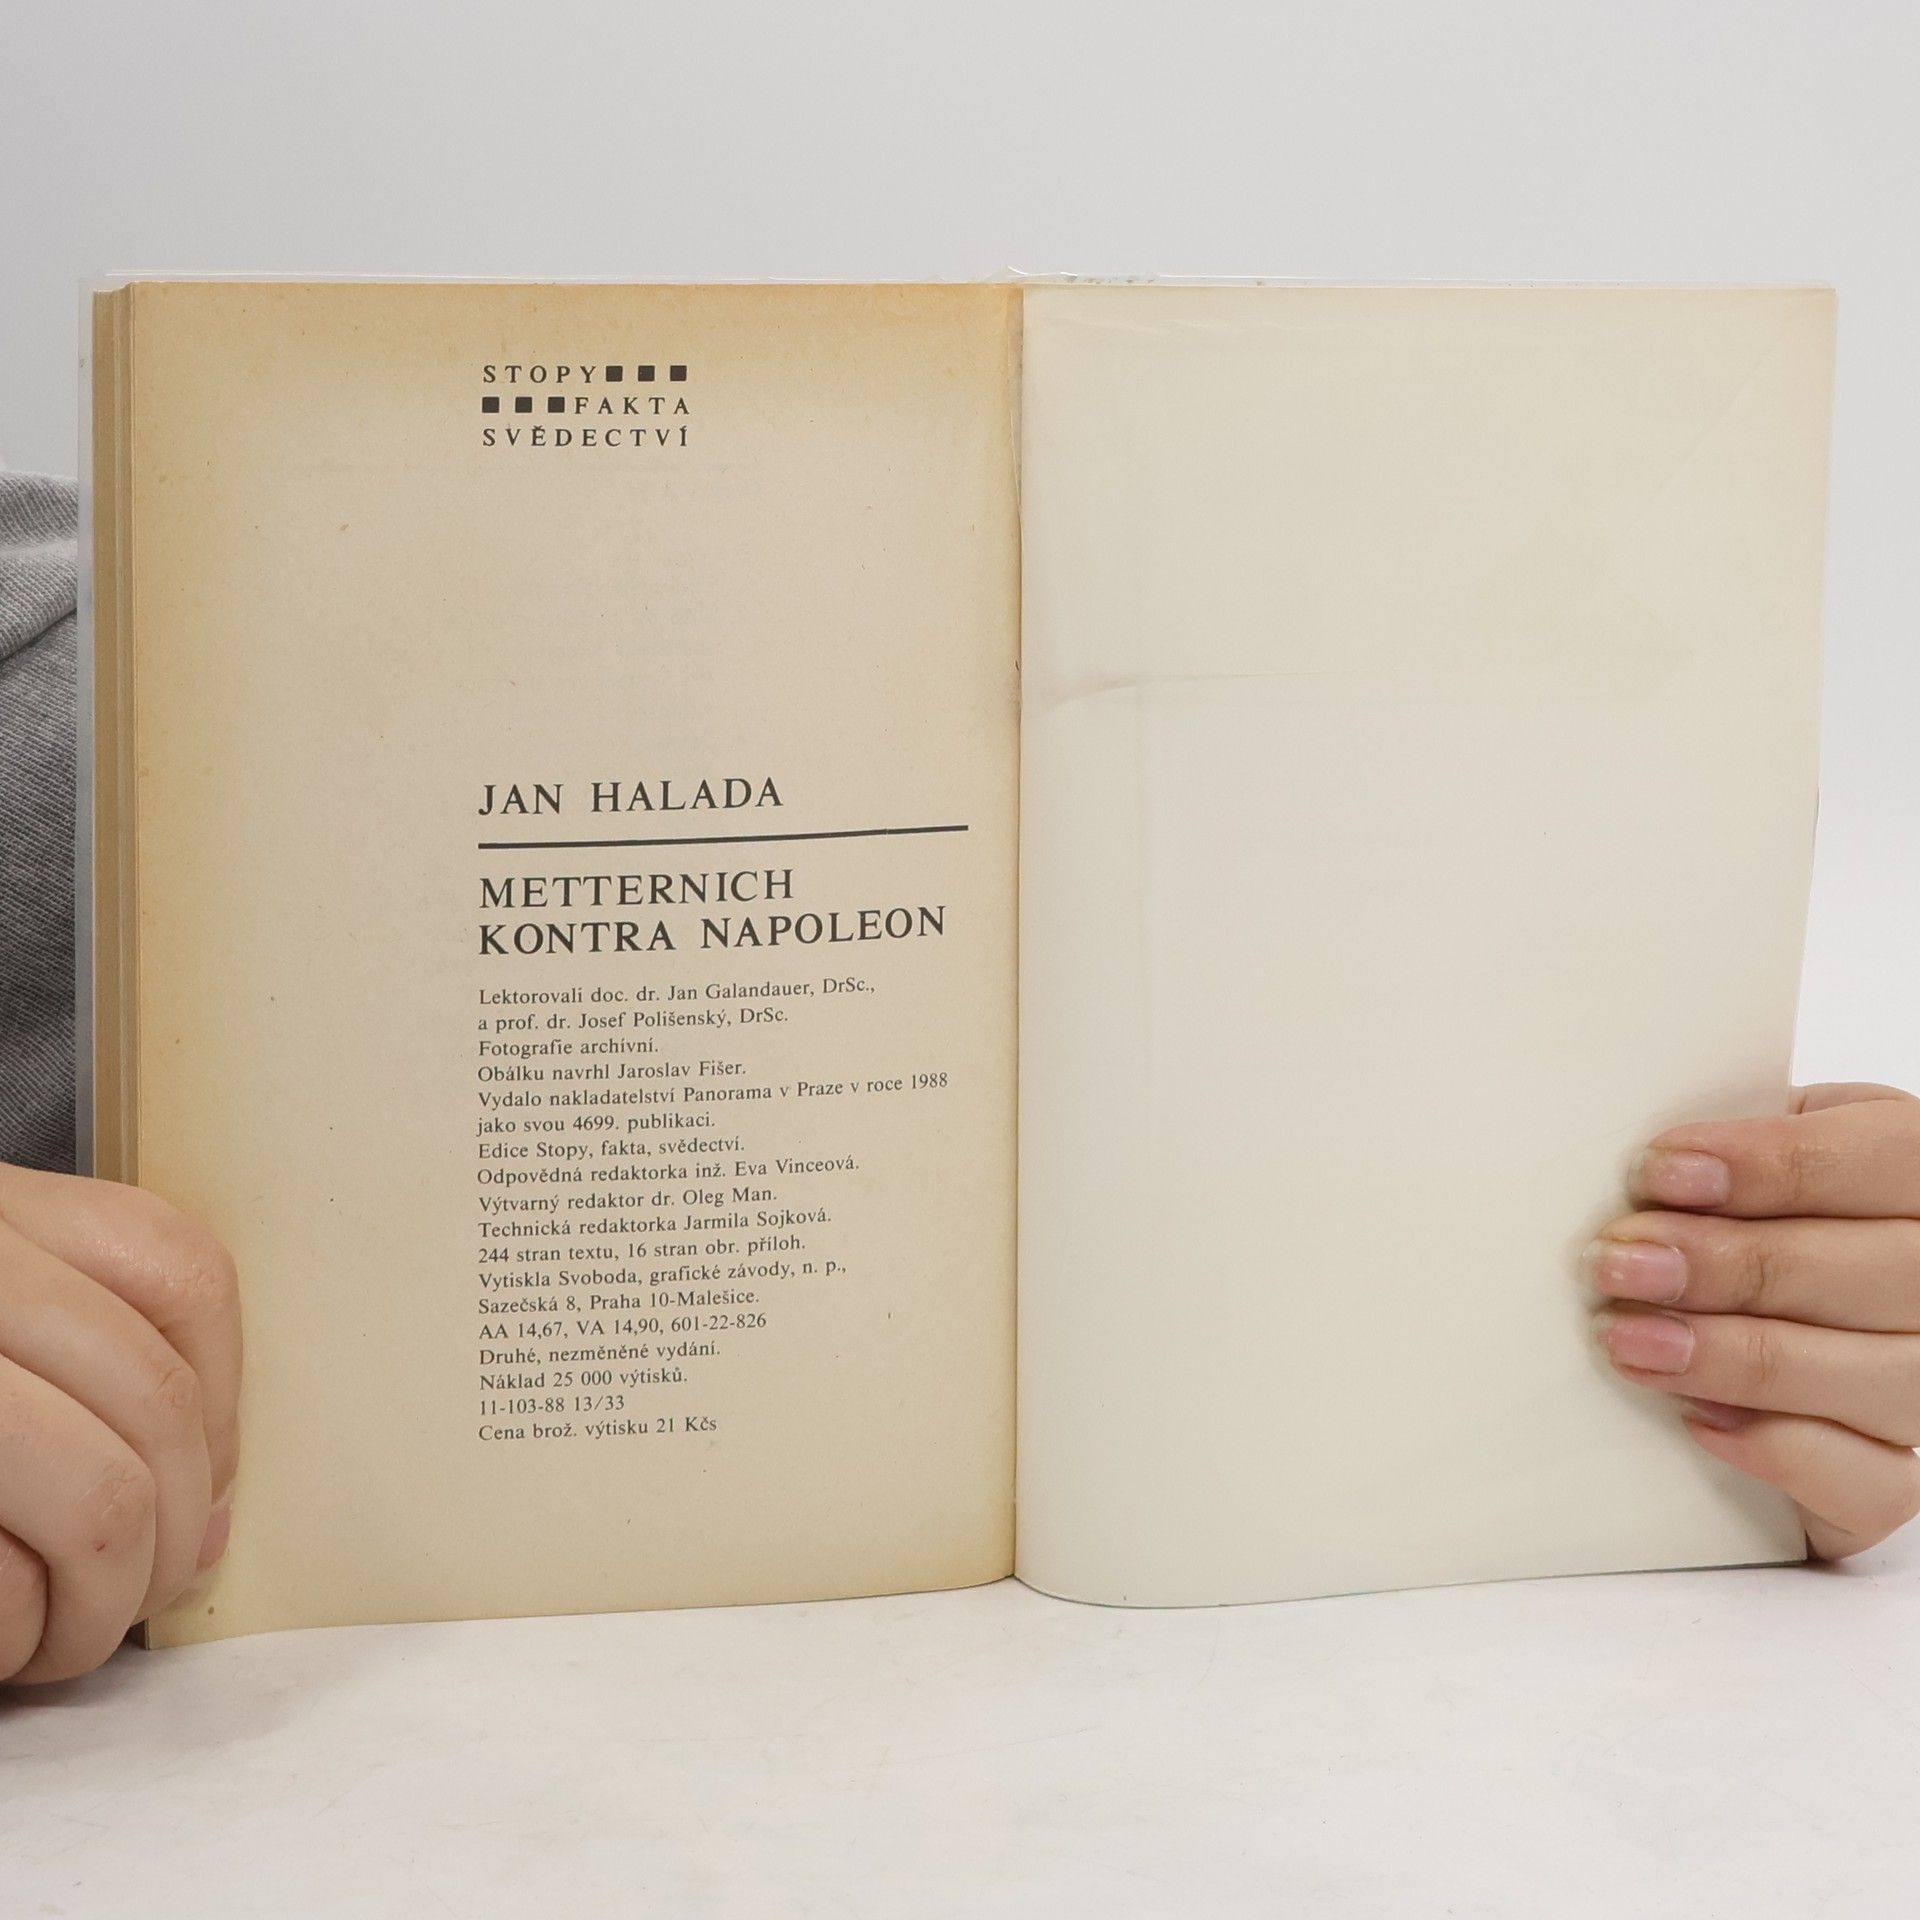 STOPY■ ■ ■
■ ■ ■FAKTA
SVĚDECTVÍ
JAN HALADA
METTERNICH
KONTRA NAPOLEON
Lektorovali doc. dr. Jan Galandauer, DrSc.,
a prof. dr. Josef Polišenský, DrSc.
Fotografie archívní.
Obálku navrhl Jaroslav Fišer.
Vydalo nakladatelství Panorama v Praze v roce 1988
jako svou 4699. publikaci.
Edice Stopy, fakta, svědectví.
Odpovědná redaktorka inž. Eva Vinceová.
Výtvarný redaktor dr. Oleg Man.
Technická redaktorka Jarmila Sojková.
244 stran textu, 16 stran obr. příloh.
Vytiskla Svoboda, grafické závody, n. p.,
Sazečská 8, Praha 10-Malešice.
AA 14,67, VA 14,90, 601-22-826
Druhé, nezměněné vydání.
Náklad 25 000 výtisků.
11-103-88 13/33
Cena brož. výtisku 21 Kčs